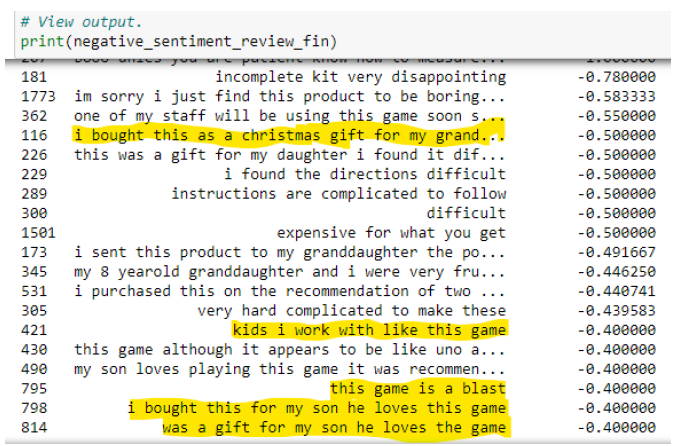 # View output.
print(negative_sentiment_review_fin)
181 incomplete kit very disappointing -0.780000
1773 im sorry i just find this product to be boring... -0.583333
362 one of my staff will be using this game soon s... -0.550000
116 i bought this as a christmas gift for my grand... -0.500000
226 this was a gift for my daughter i found it dif... -0.500000
229 i found the directions difficult -0.500000
289 instructions are complicated to follow -0.500000
300 difficult -0.500000
1501 expensive for what you get -0.500000
173 i sent this product to my granddaughter the po... -0.491667
345 my 8 yearold granddaughter and i were very fru... -0.446250
531 i purchased this on the recommendation of two ... -0.440741
305 very hard complicated to make these -0.439583
421 kids i work with like this game -0.400000
430 this game although it appears to be like uno a... -0.400000
490 my son loves playing this game it was recommen... -0.400000
795 this game is a blast -0.400000
798 i bought this for my son he loves this game -0.400000
814 was a gift for my son he loves the game -0.400000